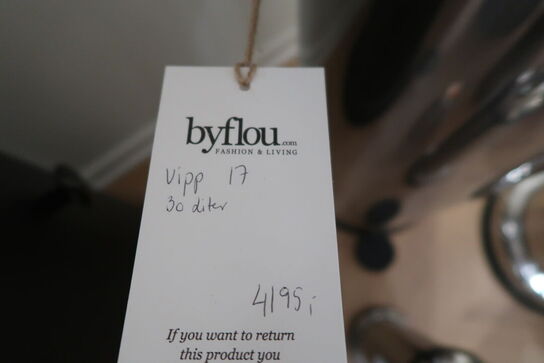 byflou.com
FASHION & LIVING
Vipp 17
30 liter
4195,-
If you want to return
this product you